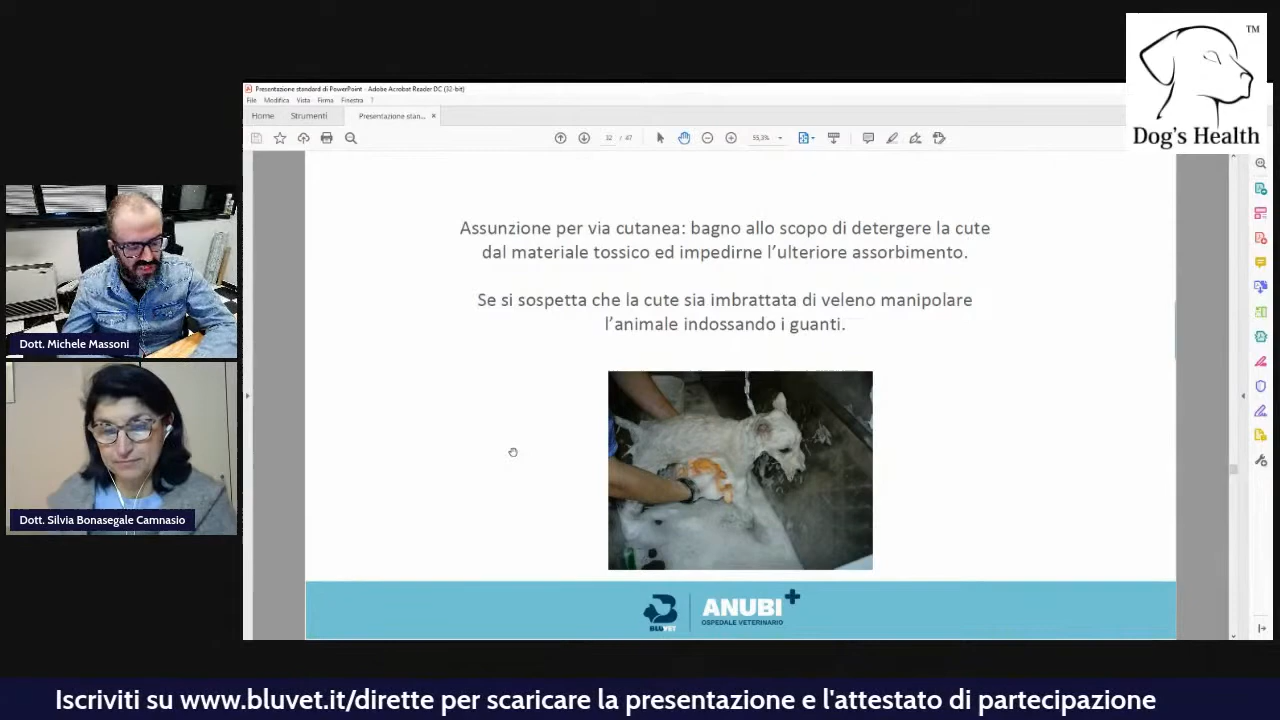 TM
Dog's Health
Presentazione standard di PowerPoint - Adobe Acrobat Reader DC (32-bit)
File Modifica Vista Firma Finestra ?
Home Strumenti Presentazione stan... ×
32 / 47 55,3%
Assunzione per via cutanea: bagno allo scopo di detergere la cute
dal materiale tossico ed impedirne l’ulteriore assorbimento.
Se si sospetta che la cute sia imbrattata di veleno manipolare
l’animale indossando i guanti.
Dott. Michele Massoni
Dott. Silvia Bonasegale Camnasio
BLUVET
ANUBI
OSPEDALE VETERINARIO
Iscriviti su www.bluvet.it/dirette per scaricare la presentazione e l'attestato di partecipazione